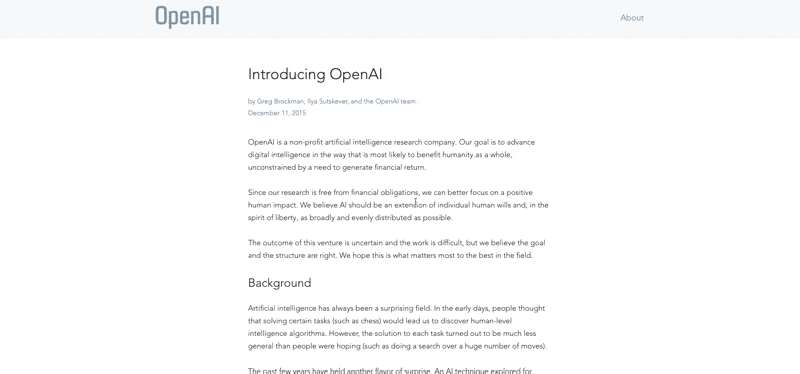 OpenAI
About
Introducing OpenAI
by Greg Brockman, Ilya Sutskever, and the OpenAI team.
December 11, 2015
OpenAI is a non-profit artificial intelligence research company. Our goal is to advance
digital intelligence in the way that is most likely to benefit humanity as a whole,
unconstrained by a need to generate financial return.
Since our research is free from financial obligations, we can better focus on a positive
human impact. We believe AI should be an extension of individual human wills and, in the
spirit of liberty, as broadly and evenly distributed as possible.
The outcome of this venture is uncertain and the work is difficult, but we believe the goal
and the structure are right. We hope this is what matters most to the best in the field.
Background
Artificial intelligence has always been a surprising field. In the early days, people thought
that solving certain tasks (such as chess) would lead us to discover human-level
intelligence algorithms. However, the solution to each task turned out to be much less
general than people were hoping (such as doing a search over a huge number of moves).
The past few years have held another flavor of surprise. An AI technique explored for